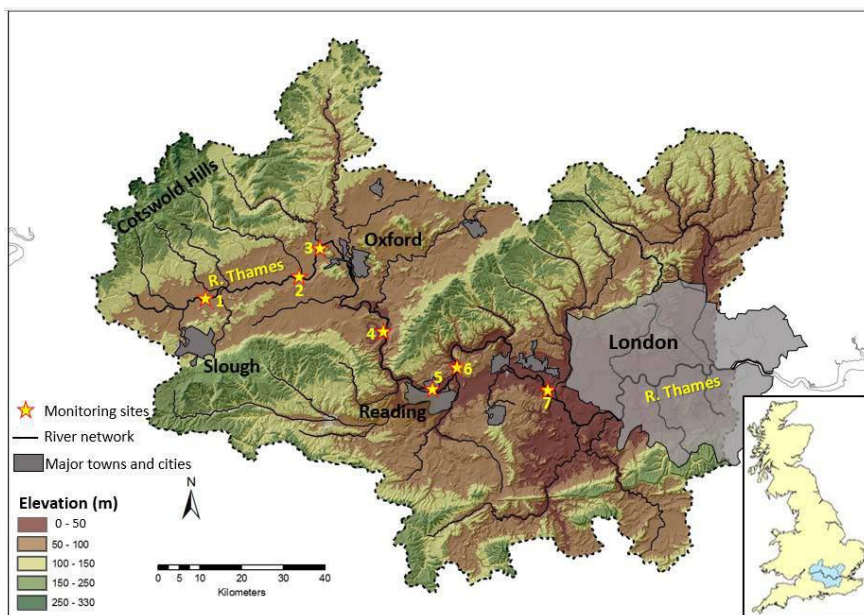 Cotswold Hills
R. Thames
1
2
3
Oxford
4
Slough
5
6
Reading
7
London
R. Thames
Monitoring sites
River network
Major towns and cities
Elevation (m)
0 - 50
50 - 100
100 - 150
150 - 250
250 - 330
N
0 5 10 20 30 40
Kilometers